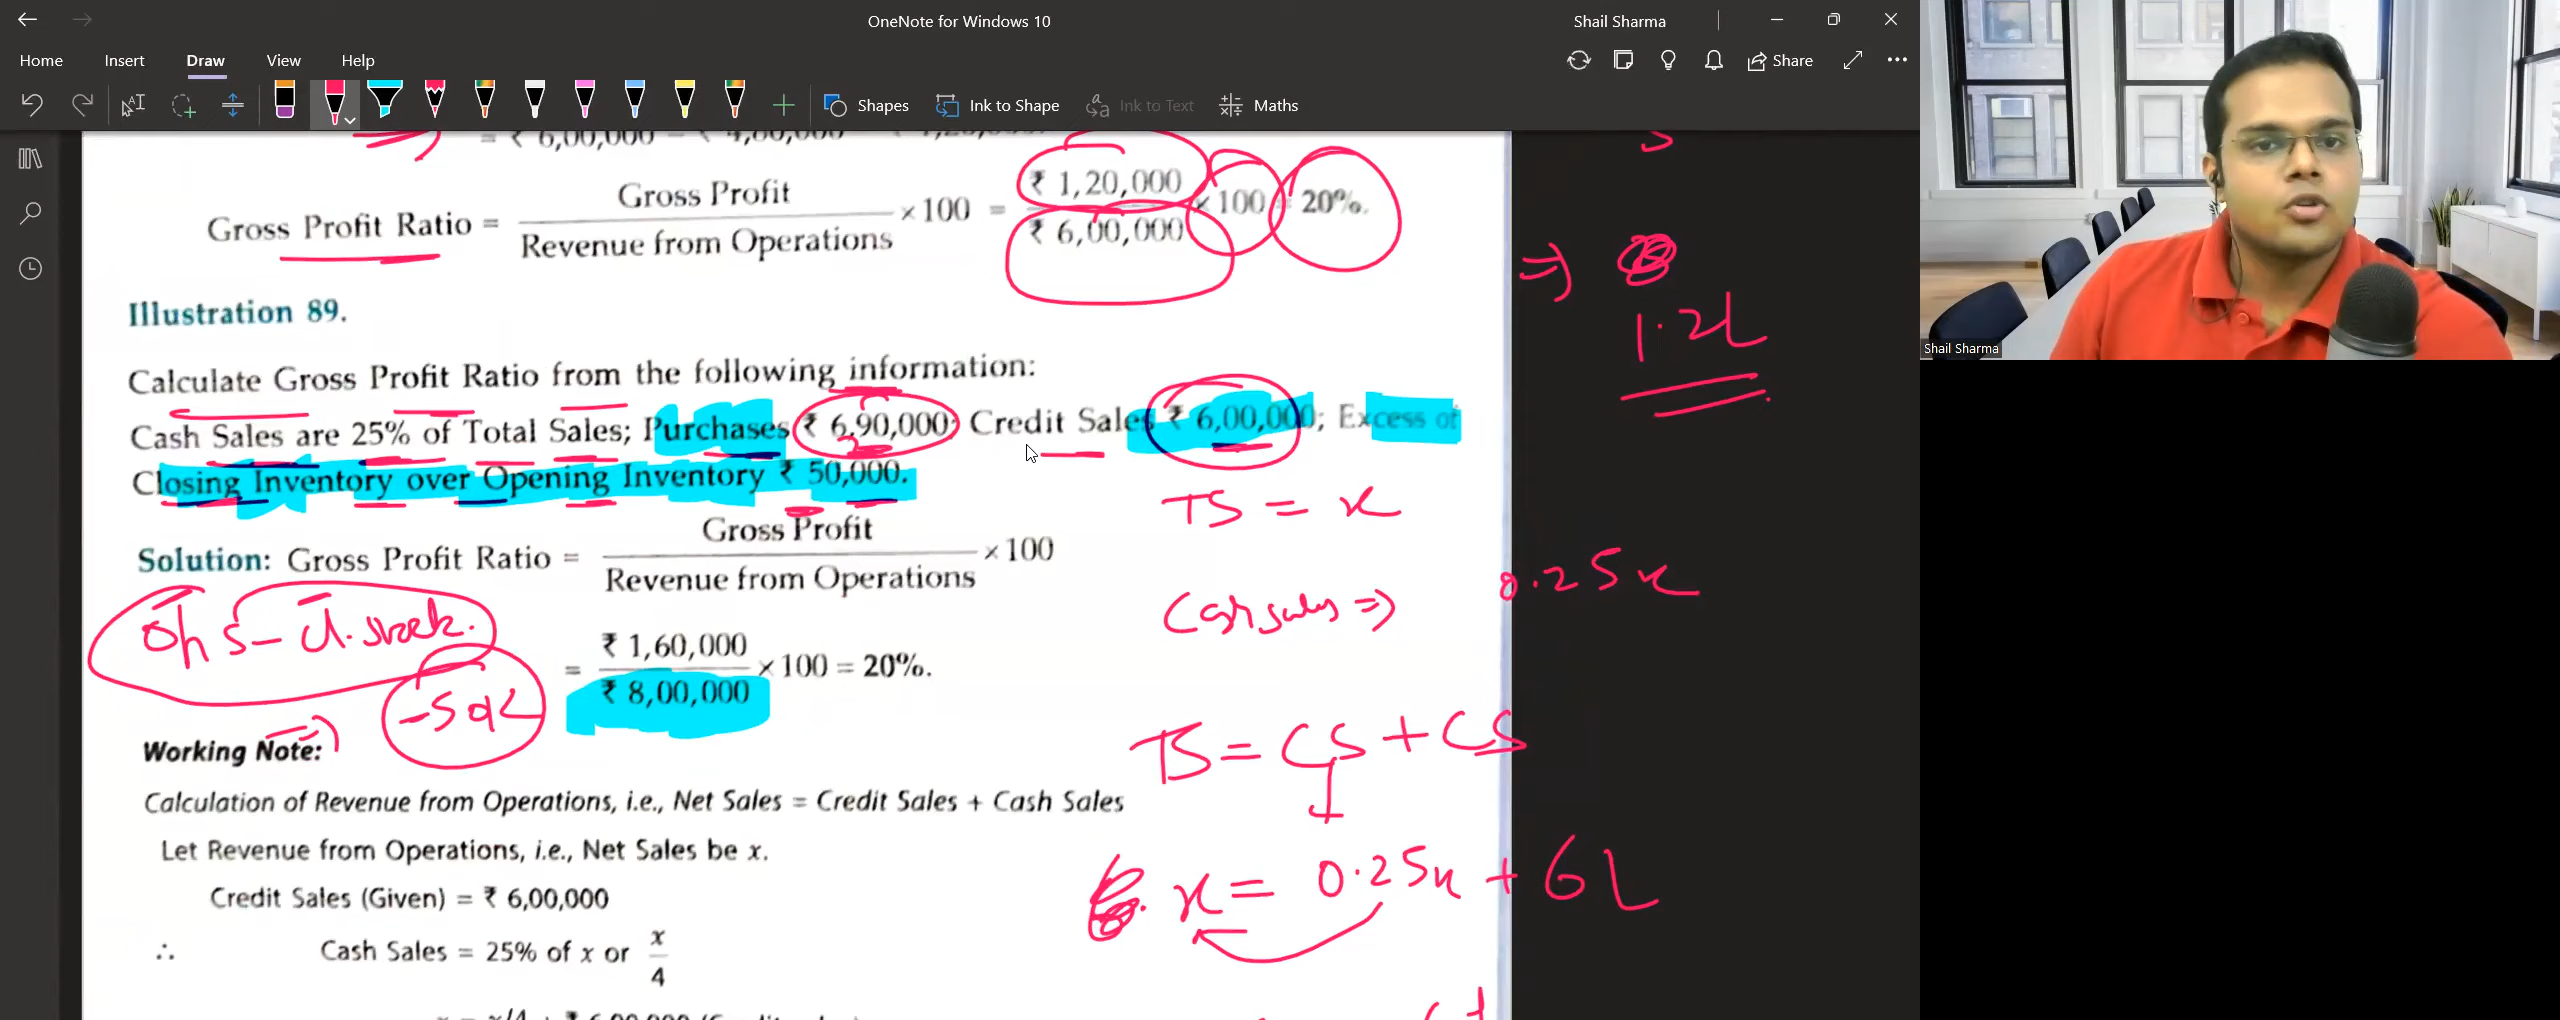 OneNote for Windows 10
Shail Sharma
Home Insert Draw View Help
Share
Shapes Ink to Shape Ink to Text Maths
Gross Profit Ratio = Gross Profit / Revenue from Operations ×100 = ₹ 1,20,000 / ₹ 6,00,000 × 100 = 20%.
⇒
1.2L
Illustration 89.
Calculate Gross Profit Ratio from the following information:
Cash Sales are 25% of Total Sales; Purchases ₹ 6,90,000; Credit Sales ₹ 6,00,000; Excess of
Closing Inventory over Opening Inventory ₹ 50,000.
TS = x
Solution: Gross Profit Ratio = Gross Profit / Revenue from Operations ×100
Cash sales ⇒ 0.25x
= ₹ 1,60,000 / ₹ 8,00,000 ×100 = 20%.
⇒
TS = CS + CS
Working Note:
Calculation of Revenue from Operations, i.e., Net Sales = Credit Sales + Cash Sales
Let Revenue from Operations, i.e., Net Sales be x.
x = 0.25x + 6L
Credit Sales (Given) = ₹ 6,00,000
∴ Cash Sales = 25% of x or x/4
Shail Sharma